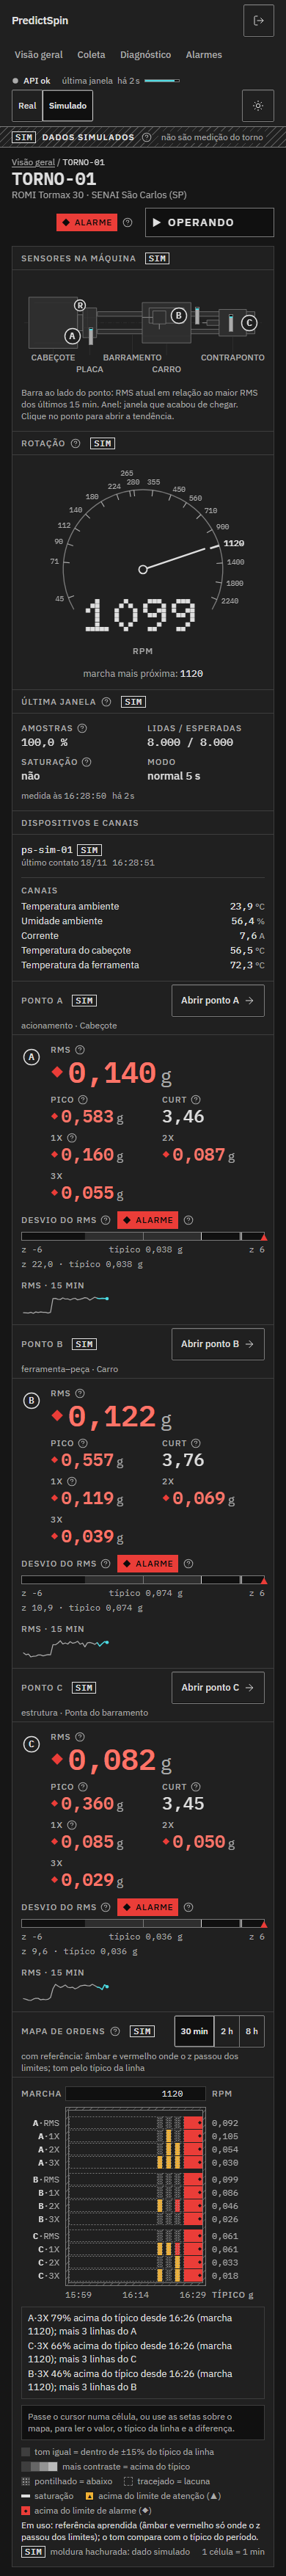 PredictSpin
Visão geral Coleta Diagnóstico Alarmes
API ok última janela há 2 s
Real Simulado
SIM DADOS SIMULADOS não são medição do torno
Visão geral / TORNO-01
TORNO-01
ROMI Tormax 30 · SENAI São Carlos (SP)
ALARME OPERANDO
SENSORES NA MÁQUINA SIM
R
A B C
CABEÇOTE BARRAMENTO CONTRAPONTO
PLACA CARRO
Barra ao lado do ponto: RMS atual em relação ao maior RMS
dos últimos 15 min. Anel: janela que acabou de chegar.
Clique no ponto para abrir a tendência.
ROTAÇÃO SIM
45 71 90 112 140 180 224 265 280 355 450 560 710 900 1120 1400 1800 2240
1099
RPM
marcha mais próxima: 1120
ÚLTIMA JANELA SIM
AMOSTRAS LIDAS / ESPERADAS
100,0 % 8.000 / 8.000
SATURAÇÃO MODO
não normal 5 s
medida às 16:28:50 há 2 s
DISPOSITIVOS E CANAIS
ps-sim-01 SIM
último contato 18/11 16:28:51
CANAIS
Temperatura ambiente 23,9 °C
Umidade ambiente 56,4 %
Corrente 7,6 A
Temperatura do cabeçote 56,5 °C
Temperatura da ferramenta 72,3 °C
PONTO A SIM Abrir ponto A →
acionamento · Cabeçote
A RMS
0,140 g
PICO CURT
0,583 g 3,46
1X 2X
0,160 g 0,087 g
3X
0,055 g
DESVIO DO RMS ALARME
z -6 típico 0,038 g z 6
z 22,0 · típico 0,038 g
RMS · 15 MIN
PONTO B SIM Abrir ponto B →
ferramenta–peça · Carro
B RMS
0,122 g
PICO CURT
0,557 g 3,76
1X 2X
0,119 g 0,069 g
3X
0,039 g
DESVIO DO RMS ALARME
z -6 típico 0,074 g z 6
z 10,9 · típico 0,074 g
RMS · 15 MIN
PONTO C SIM Abrir ponto C →
estrutura · Ponta do barramento
C RMS
0,082 g
PICO CURT
0,360 g 3,45
1X 2X
0,085 g 0,050 g
3X
0,029 g
DESVIO DO RMS ALARME
z -6 típico 0,036 g z 6
z 9,6 · típico 0,036 g
RMS · 15 MIN
MAPA DE ORDENS SIM 30 min 2 h 8 h
com referência: âmbar e vermelho onde o z passou dos
limites; tom pelo típico da linha
MARCHA 1120 RPM
A·RMS 0,092
A·1X 0,105
A·2X 0,054
A·3X 0,030
B·RMS 0,099
B·1X 0,086
B·2X 0,046
B·3X 0,026
C·RMS 0,061
C·1X 0,061
C·2X 0,033
C·3X 0,018
15:59 16:14 16:29 TÍPICO g
A·3X 79% acima do típico desde 16:26 (marcha
1120); mais 3 linhas do A
C·3X 66% acima do típico desde 16:26 (marcha
1120); mais 3 linhas do C
B·3X 46% acima do típico desde 16:26 (marcha
1120); mais 2 linhas do B
Passe o cursor numa célula, ou use as setas sobre o
mapa, para ler o valor, o típico da linha e a diferença.
tom igual = dentro de ±15% do típico da linha
mais contraste = acima do típico
pontilhado = abaixo tracejado = lacuna
saturação acima do limite de atenção (▲)
acima do limite de alarme (◆)
Em uso: referência aprendida (âmbar e vermelho só onde o z
passou dos limites); o tom compara com o típico do período.
SIM moldura hachurada: dado simulado 1 célula = 1 min